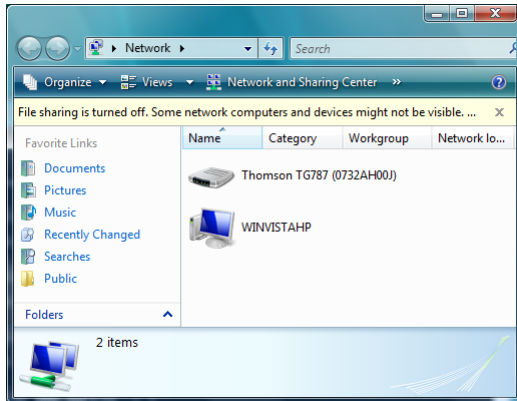 Network
Search
Organize Views Network and Sharing Center »
File sharing is turned off. Some network computers and devices might not be visible. ... x
Favorite Links
Documents
Pictures
Music
Recently Changed
Searches
Public
Folders
Name Category Workgroup Network lo...
Thomson TG787 (0732AH00J)
WINVISTAHP
2 items